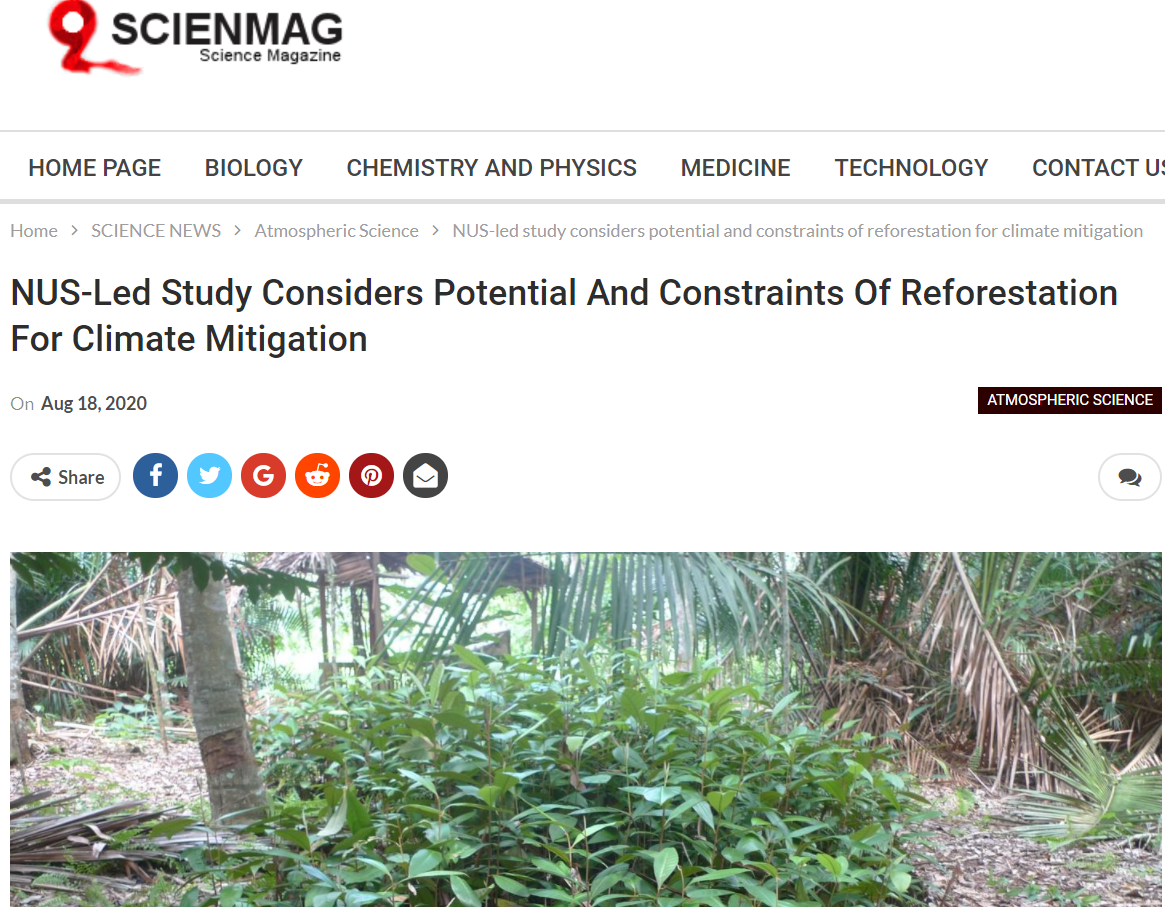 SCIENMAG
Science Magazine
HOME PAGE BIOLOGY CHEMISTRY AND PHYSICS MEDICINE TECHNOLOGY CONTACT US
Home > SCIENCE NEWS > Atmospheric Science > NUS-led study considers potential and constraints of reforestation for climate mitigation
NUS-Led Study Considers Potential And Constraints Of Reforestation
For Climate Mitigation
On Aug 18, 2020
ATMOSPHERIC SCIENCE
Share